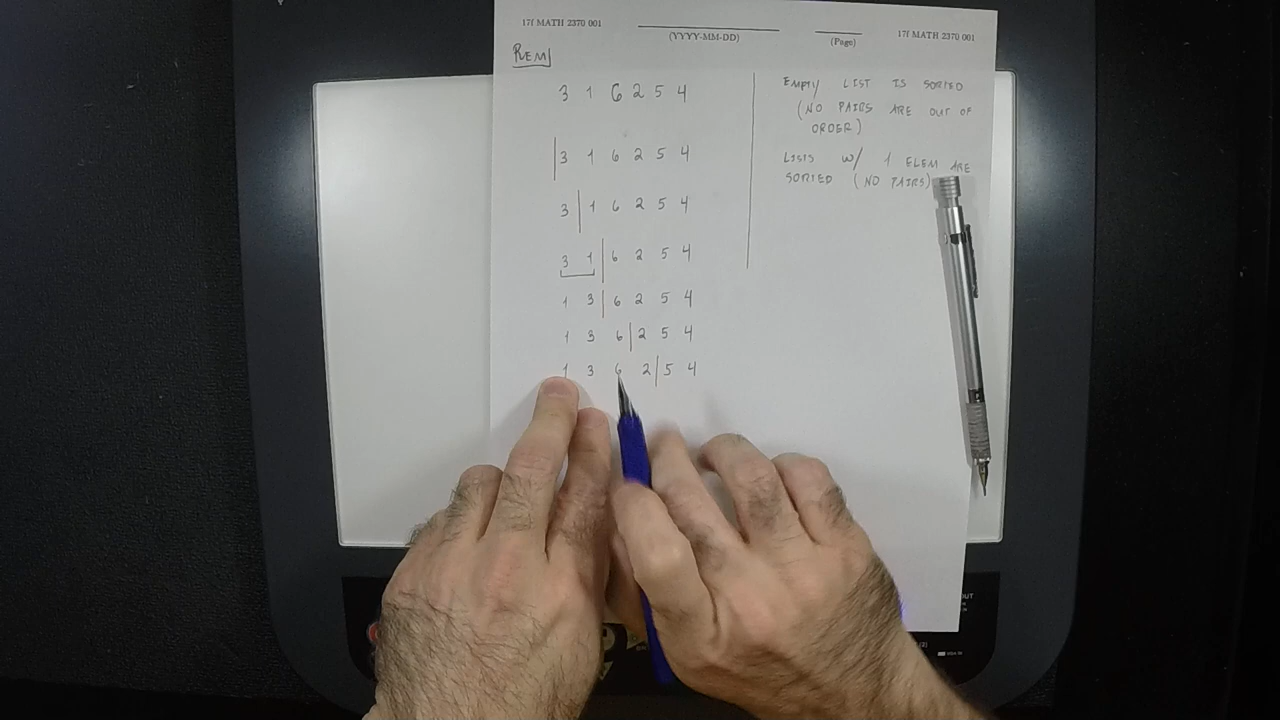 17f MATH 2370 001
(YYYY-MM-DD)
(Page)
17f MATH 2370 001
REM
3 1 6 2 5 4
|3 1 6 2 5 4
3|1 6 2 5 4
3 1|6 2 5 4
1 3|6 2 5 4
1 3 6|2 5 4
1 3 6 2|5 4
EMPTY LIST IS SORTED
(NO PAIRS ARE OUT OF
ORDER)
LISTS W/ 1 ELEM ARE
SORTED (NO PAIRS)